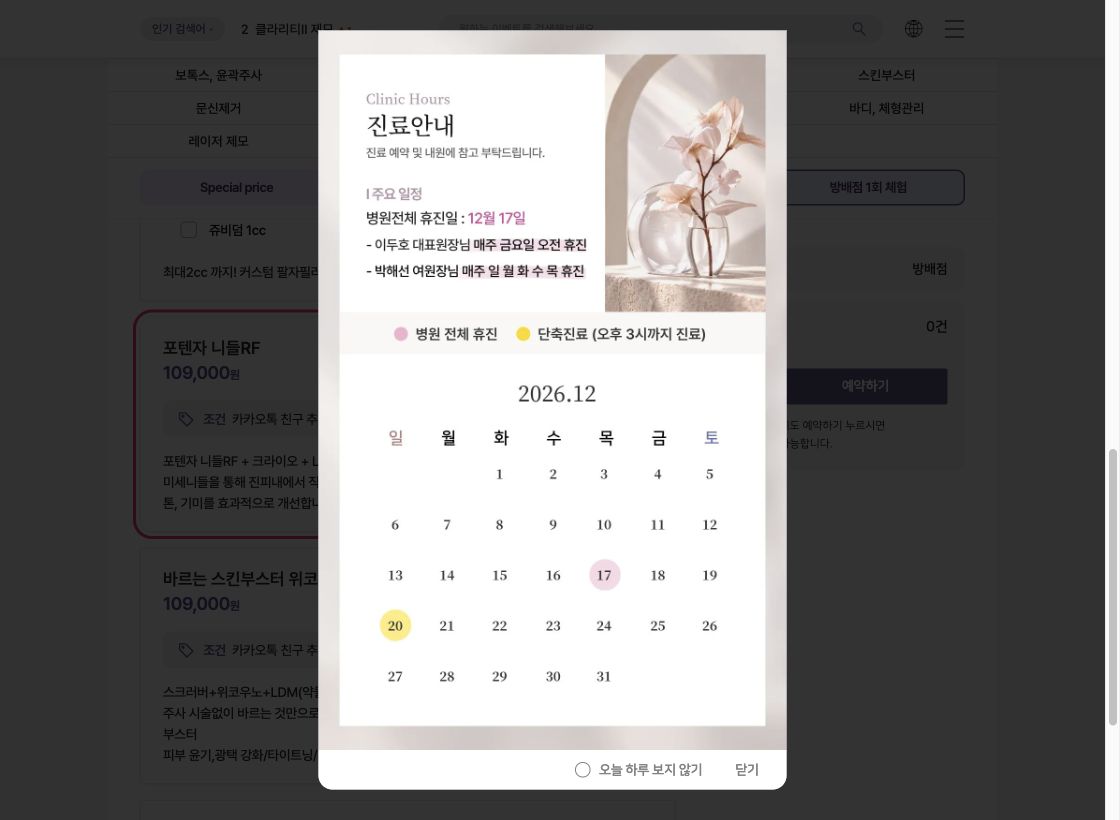 인기 검색어 -
2 클라리티II 제모
원하는 이벤트를 검색해보세요
보톡스, 윤곽주사
스킨부스터
문신제거
바디, 체형관리
레이저 제모
Special price
방배점 1회 체험
쥬비덤 1cc
최대2cc 까지! 커스텀 팔자필러
방배점
포텐자 니들RF
109,000원
0건
조건 카카오톡 친구 추
예약하기
도 예약하기 누르시면
가능합니다.
포텐자 니들RF + 크라이오 +
미세니들을 통해 진피내에서
톤, 기미를 효과적으로 개선합니
바르는 스킨부스터 위코
109,000원
조건 카카오톡 친구 추
스크러버+위코우노+LDM(약물
주사 시술없이 바르는 것만으로
부스터
피부 윤기,광택 강화/타이트닝/
Clinic Hours
진료안내
진료 예약 및 내원에 참고 부탁드립니다.
I 주요 일정
병원전체 휴진일 : 12월 17일
- 이두호 대표원장님 매주 금요일 오전 휴진
- 박해선 여원장님 매주 일 월 화 수 목 휴진
병원 전체 휴진 단축진료 (오후 3시까지 진료)
2026.12
일 월 화 수 목 금 토
1 2 3 4 5
6 7 8 9 10 11 12
13 14 15 16 17 18 19
20 21 22 23 24 25 26
27 28 29 30 31
오늘 하루 보지 않기 닫기